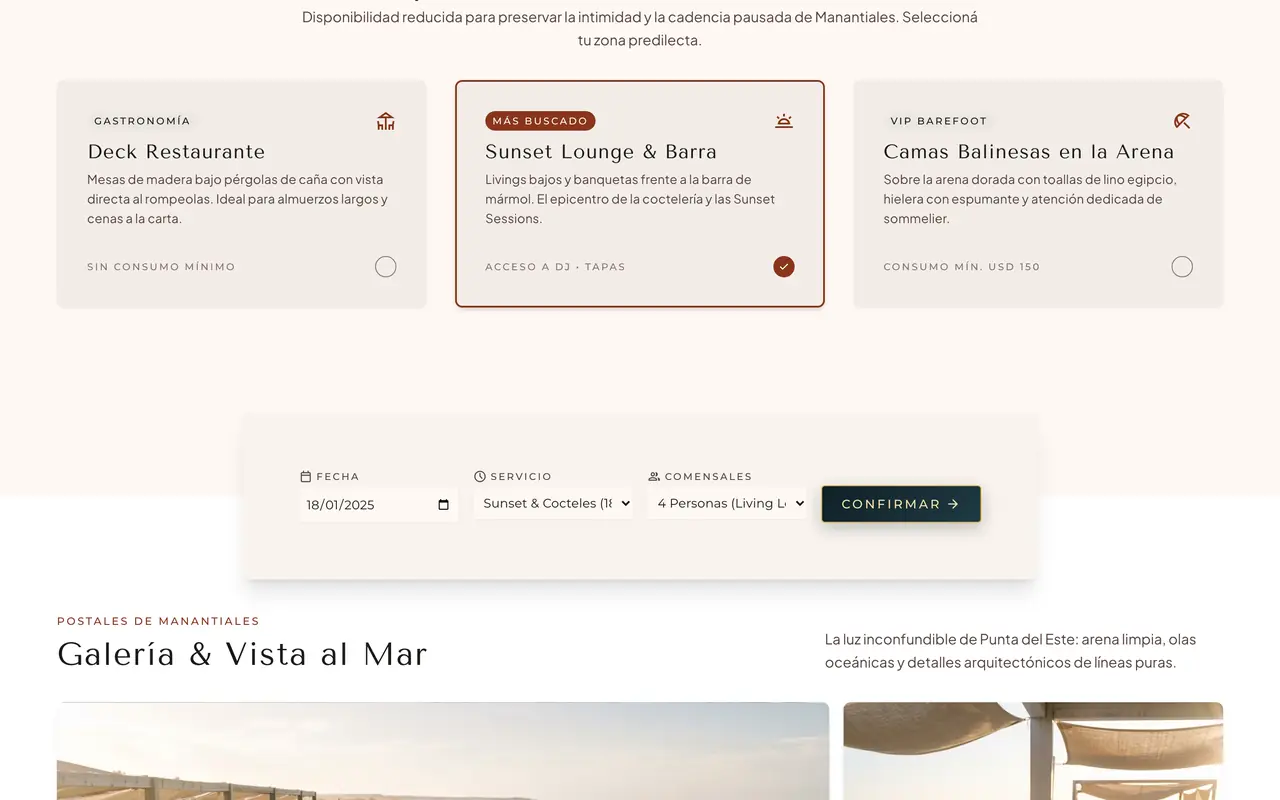 Disponibilidad reducida para preservar la intimidad y la cadencia pausada de Manantiales. Seleccioná
tu zona predilecta.
GASTRONOMÍA
Deck Restaurante
Mesas de madera bajo pérgolas de caña con vista
directa al rompeolas. Ideal para almuerzos largos y
cenas a la carta.
SIN CONSUMO MÍNIMO
MÁS BUSCADO
Sunset Lounge & Barra
Livings bajos y banquetas frente a la barra de
mármol. El epicentro de la coctelería y las Sunset
Sessions.
ACCESO A DJ • TAPAS
VIP BAREFOOT
Camas Balinesas en la Arena
Sobre la arena dorada con toallas de lino egipcio,
hielera con espumante y atención dedicada de
sommelier.
CONSUMO MÍN. USD 150
FECHA
18/01/2025
SERVICIO
Sunset & Cocteles (18
COMENSALES
4 Personas (Living Lo
CONFIRMAR →
POSTALES DE MANANTIALES
Galería & Vista al Mar
La luz inconfundible de Punta del Este: arena limpia, olas
oceánicas y detalles arquitectónicos de líneas puras.